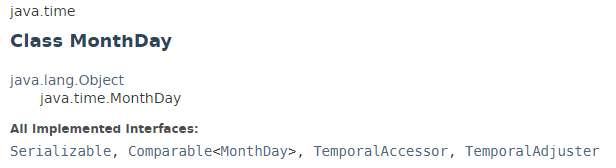 java.time
Class MonthDay
java.lang.Object
java.time.MonthDay
All Implemented Interfaces:
Serializable, Comparable<MonthDay>, TemporalAccessor, TemporalAdjuster